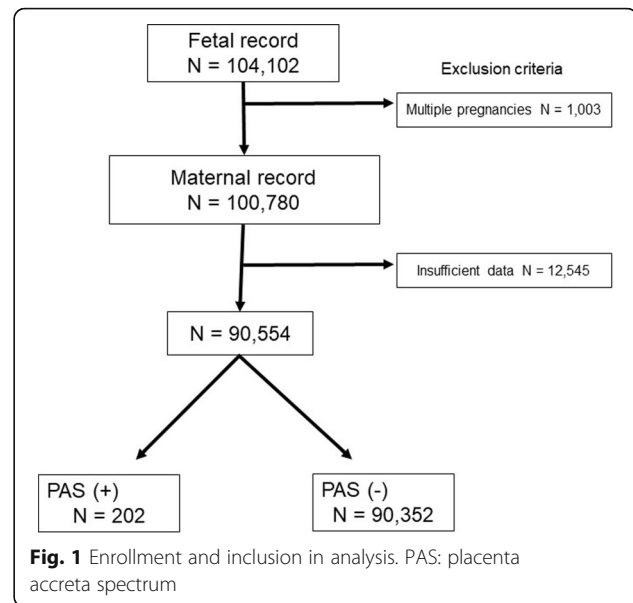 Fetal record
N = 104,102
Exclusion criteria
Multiple pregnancies N = 1,003
Maternal record
N = 100,780
Insufficient data N = 12,545
N = 90,554
PAS (+)
N = 202
PAS (-)
N = 90,352
Fig. 1 Enrollment and inclusion in analysis. PAS: placenta
accreta spectrum